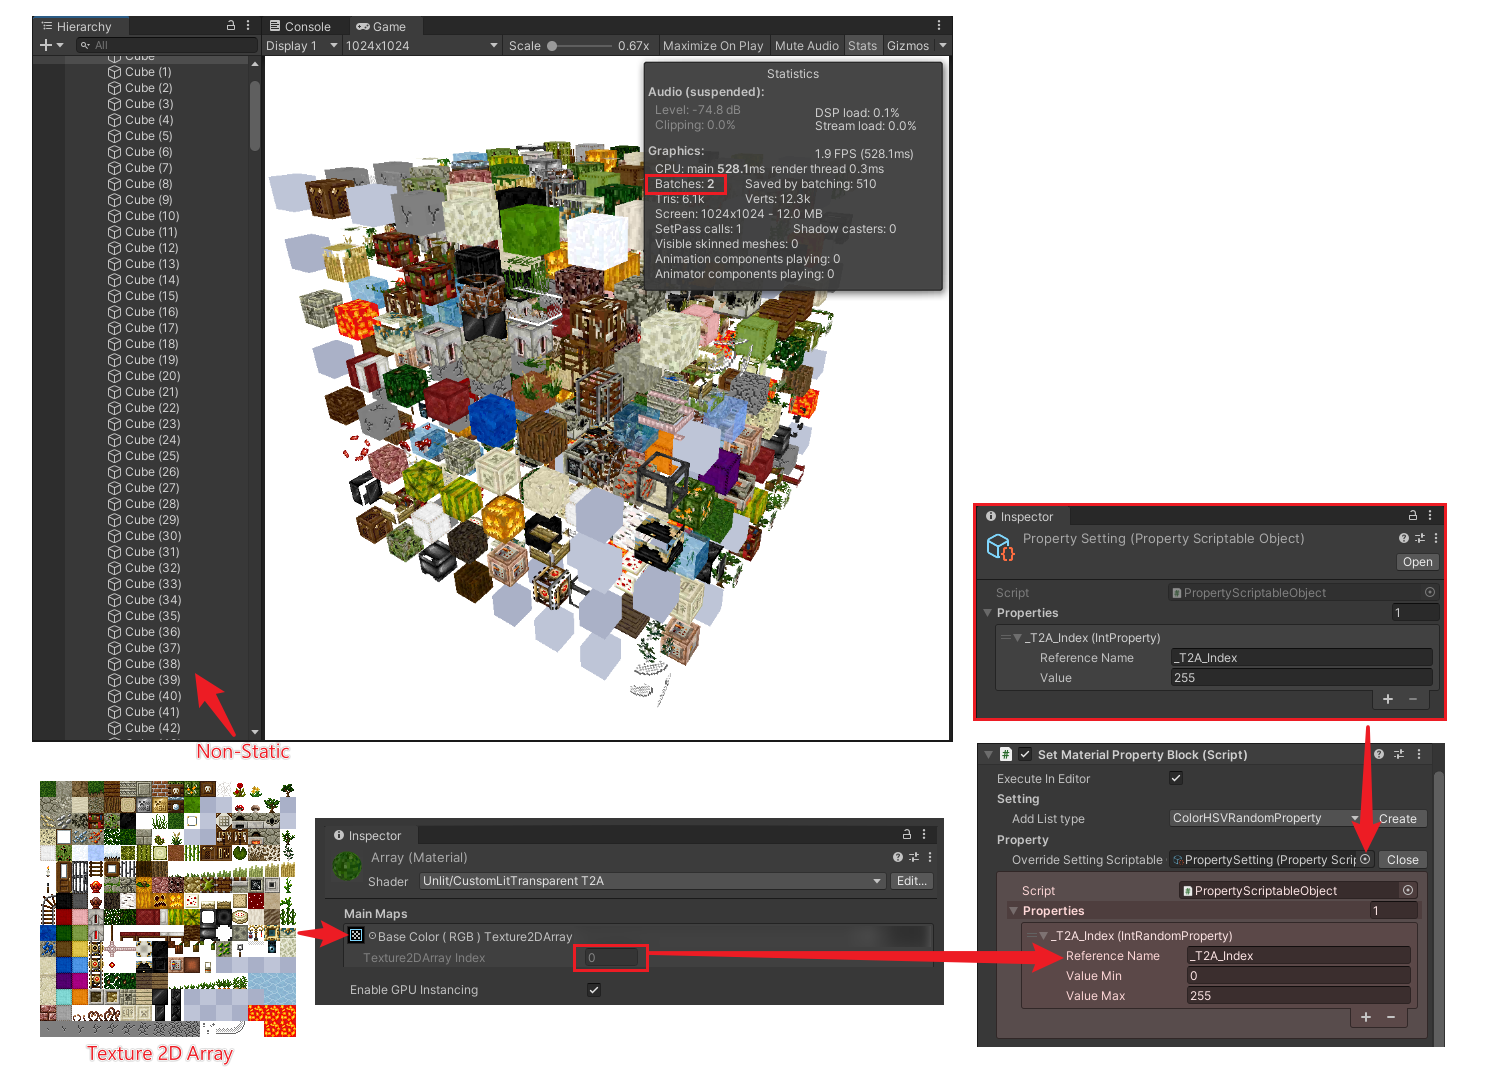 Hierarchy
All
Cube
Cube (1)
Cube (2)
Cube (3)
Cube (4)
Cube (5)
Cube (6)
Cube (7)
Cube (8)
Cube (9)
Cube (10)
Cube (11)
Cube (12)
Cube (13)
Cube (14)
Cube (15)
Cube (16)
Cube (17)
Cube (18)
Cube (19)
Cube (20)
Cube (21)
Cube (22)
Cube (23)
Cube (24)
Cube (25)
Cube (26)
Cube (27)
Cube (28)
Cube (29)
Cube (30)
Cube (31)
Cube (32)
Cube (33)
Cube (34)
Cube (35)
Cube (36)
Cube (37)
Cube (38)
Cube (39)
Cube (40)
Cube (41)
Cube (42)
Non-Static
Console Game
Display 1 1024x1024 Scale 0.67x Maximize On Play Mute Audio Stats Gizmos
Statistics
Audio (suspended):
Level: -74.8 dB DSP load: 0.1%
Clipping: 0.0% Stream load: 0.0%
Graphics: 1.9 FPS (528.1ms)
CPU: main 528.1ms render thread 0.3ms
Batches: 2 Saved by batching: 510
Tris: 6.1k Verts: 12.3k
Screen: 1024x1024 - 12.0 MB
SetPass calls: 1 Shadow casters: 0
Visible skinned meshes: 0
Animation components playing: 0
Animator components playing: 0
Inspector
Property Setting (Property Scriptable Object)
Open
Script PropertyScriptableObject
Properties 1
_T2A_Index (IntProperty)
Reference Name _T2A_Index
Value 255
Set Material Property Block (Script)
Execute In Editor
Setting
Add List type ColorHSVRandomProperty Create
Property
Override Setting Scriptable PropertySetting (Property Scrip Close
Script PropertyScriptableObject
Properties 1
_T2A_Index (IntRandomProperty)
Reference Name _T2A_Index
Value Min 0
Value Max 255
Texture 2D Array
Inspector
Array (Material)
Shader Unlit/CustomLitTransparent T2A Edit...
Main Maps
Base Color ( RGB ) Texture2DArray
Texture2DArray Index 0
Enable GPU Instancing